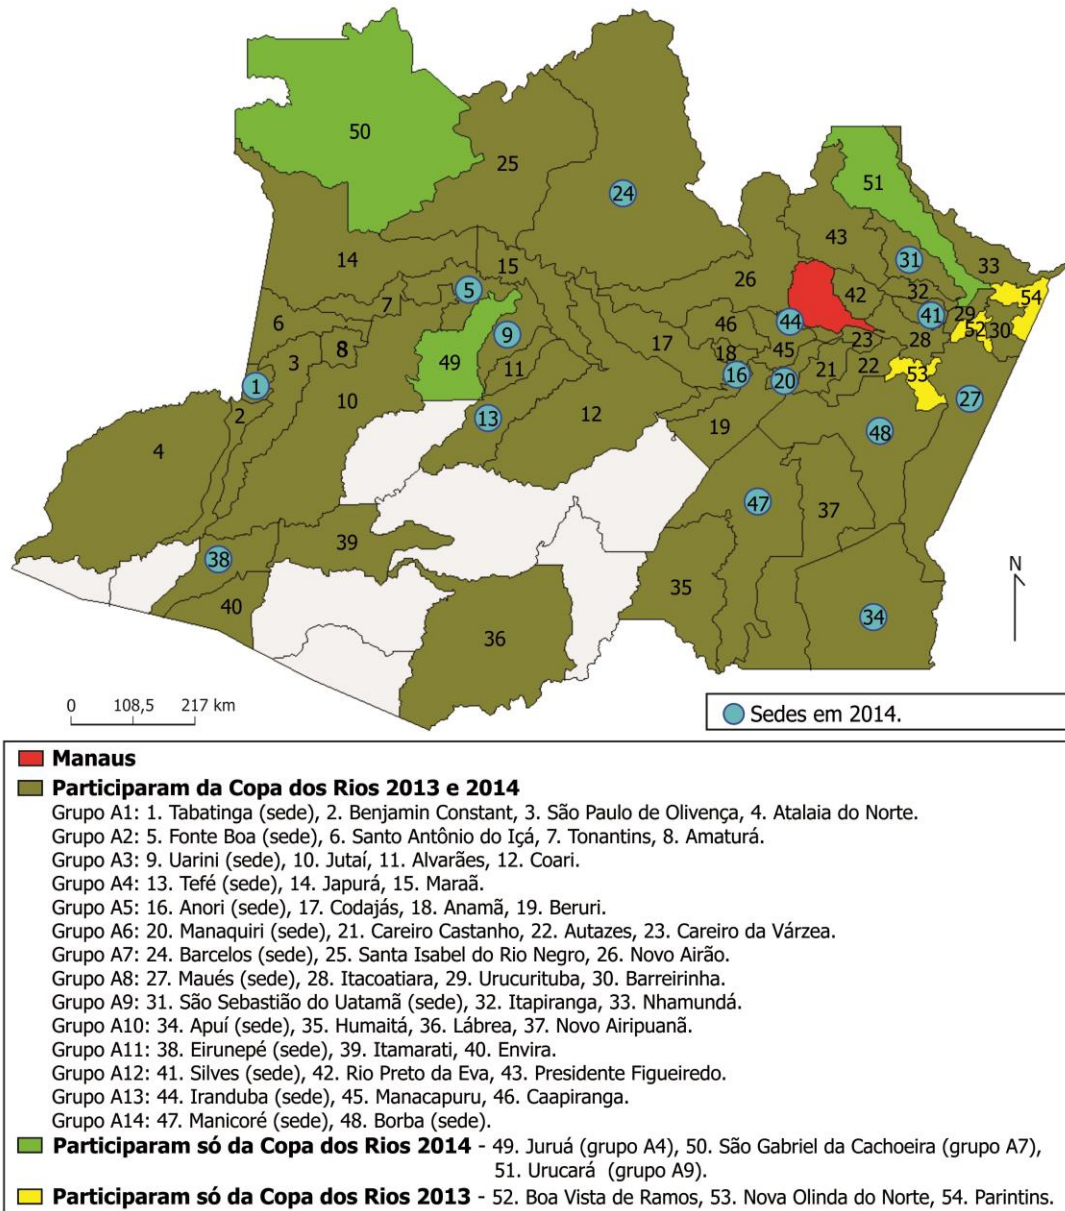 50
25
24
51
43
31
33
14
15
5
26
32
54
7
42
29
6
46
44
41
52
30
3
8
9
17
23
28
18
45
1
49
11
16
20
21
22
53
2
10
13
12
27
4
19
48
47
37
38
39
35
40
36
34
N
0 108,5 217 km
Sedes em 2014.
Manaus
Participaram da Copa dos Rios 2013 e 2014
Grupo A1: 1. Tabatinga (sede), 2. Benjamin Constant, 3. São Paulo de Olivença, 4. Atalaia do Norte.
Grupo A2: 5. Fonte Boa (sede), 6. Santo Antônio do Içá, 7. Tonantins, 8. Amaturá.
Grupo A3: 9. Uarini (sede), 10. Jutaí, 11. Alvarães, 12. Coari.
Grupo A4: 13. Tefé (sede), 14. Japurá, 15. Maraã.
Grupo A5: 16. Anori (sede), 17. Codajás, 18. Anamã, 19. Beruri.
Grupo A6: 20. Manaquiri (sede), 21. Careiro Castanho, 22. Autazes, 23. Careiro da Várzea.
Grupo A7: 24. Barcelos (sede), 25. Santa Isabel do Rio Negro, 26. Novo Airão.
Grupo A8: 27. Maués (sede), 28. Itacoatiara, 29. Urucurituba, 30. Barreirinha.
Grupo A9: 31. São Sebastião do Uatamã (sede), 32. Itapiranga, 33. Nhamundá.
Grupo A10: 34. Apuí (sede), 35. Humaitá, 36. Lábrea, 37. Novo Airipuanã.
Grupo A11: 38. Eirunepé (sede), 39. Itamarati, 40. Envira.
Grupo A12: 41. Silves (sede), 42. Rio Preto da Eva, 43. Presidente Figueiredo.
Grupo A13: 44. Iranduba (sede), 45. Manacapuru, 46. Caapiranga.
Grupo A14: 47. Manicoré (sede), 48. Borba (sede).
Participaram só da Copa dos Rios 2014 - 49. Juruá (grupo A4), 50. São Gabriel da Cachoeira (grupo A7),
51. Urucará (grupo A9).
Participaram só da Copa dos Rios 2013 - 52. Boa Vista de Ramos, 53. Nova Olinda do Norte, 54. Parintins.